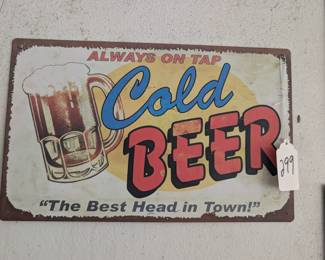 ALWAYS ON TAP
Cold
BEER
"The Best Head in Town!"
299